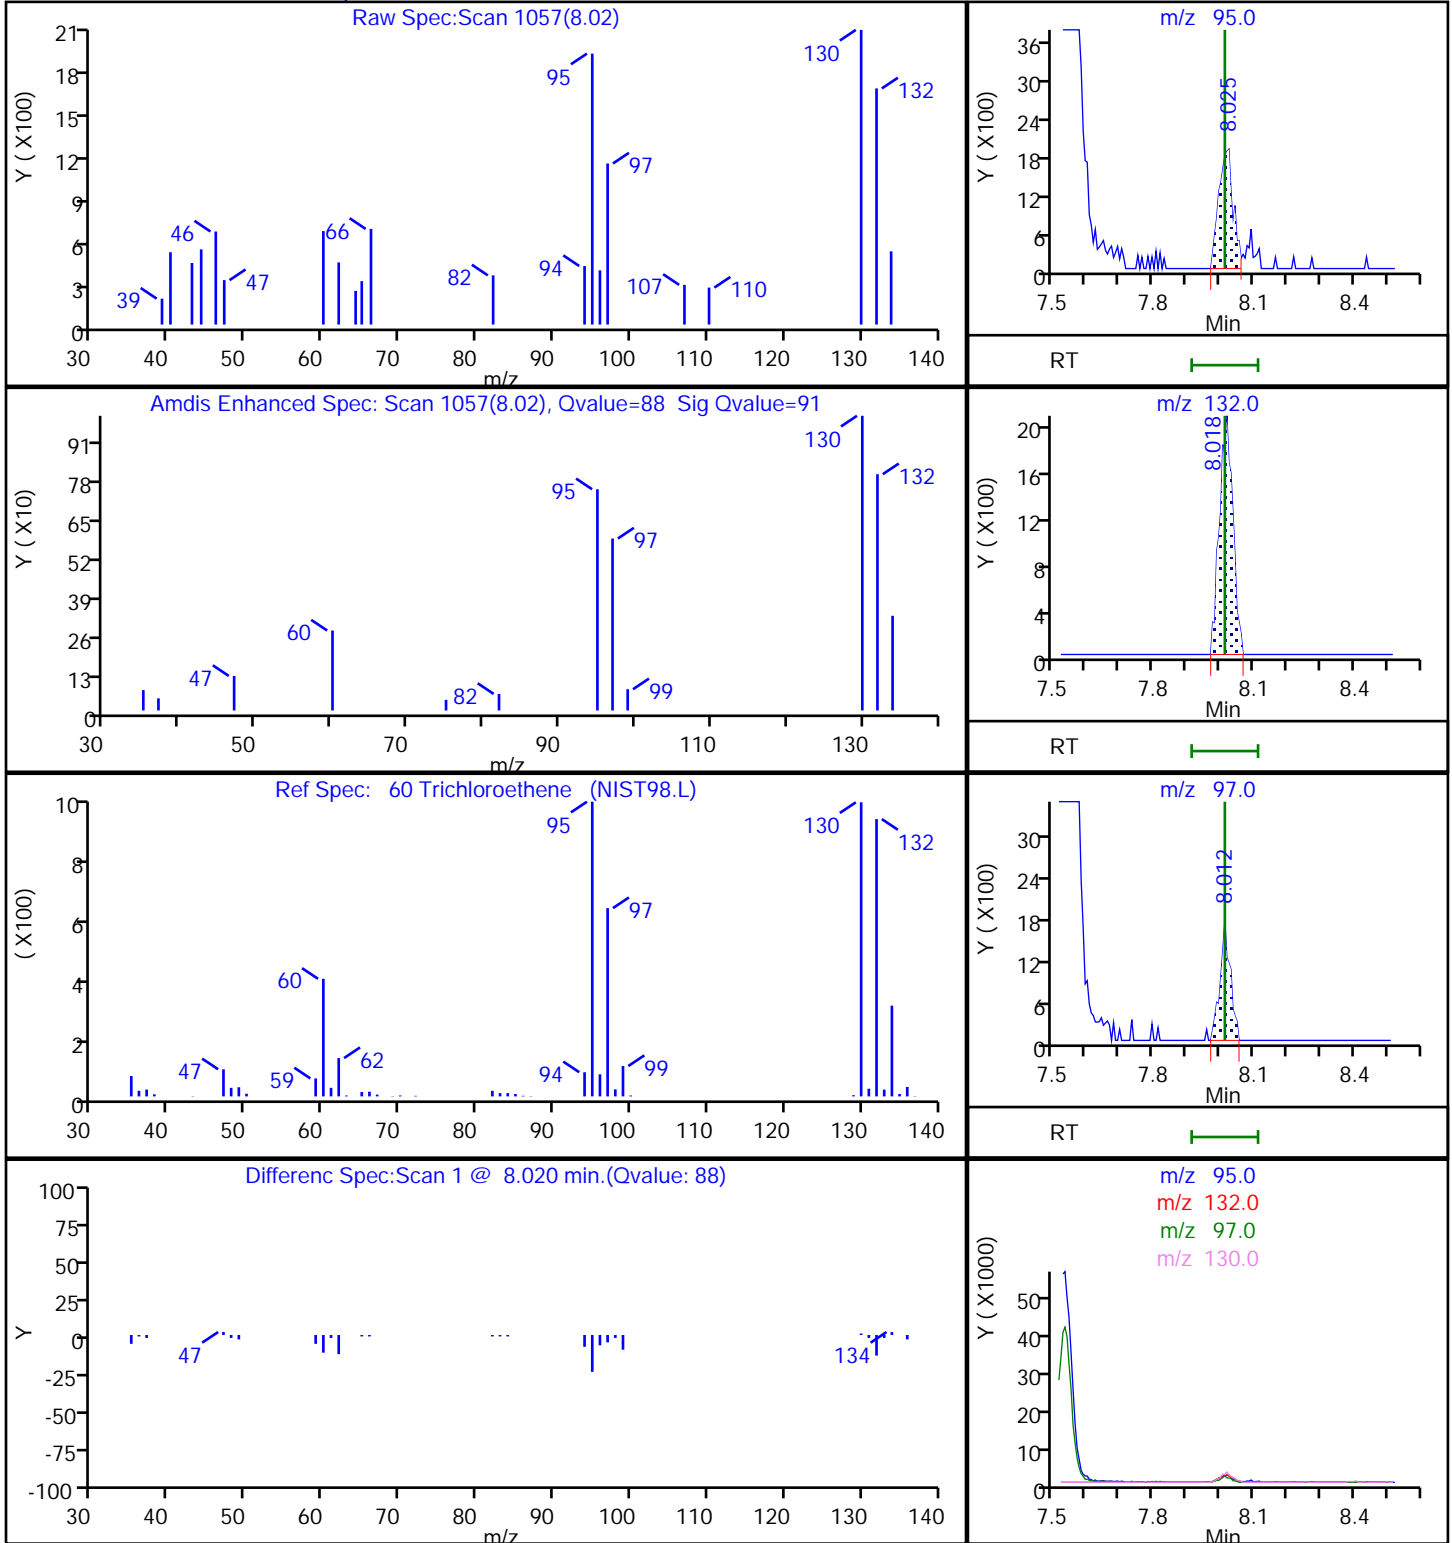 Raw Spec:Scan 1057(8.02)
Y ( X100)
21
18
15
12
9
6
3
0
39
46
47
66
82
94
95
97
107
110
130
132
30 40 50 60 70 80 90 100 110 120 130 140
m/z
m/z 95.0
Y ( X100)
36
30
24
18
12
6
0
8.025
7.5 7.8 8.1 8.4
Min
RT
Amdis Enhanced Spec: Scan 1057(8.02), Qvalue=88 Sig Qvalue=91
Y ( X10)
91
78
65
52
39
26
13
0
47
60
82
95
97
99
130
132
30 50 70 90 110 130
m/z
m/z 132.0
Y ( X100)
20
16
12
8
4
0
8.018
7.5 7.8 8.1 8.4
Min
RT
Ref Spec: 60 Trichloroethene (NIST98.L)
( X100)
10
8
6
4
2
0
47
59
60
62
94
95
97
99
130
132
30 40 50 60 70 80 90 100 110 120 130 140
m/z
m/z 97.0
Y ( X100)
30
24
18
12
6
0
8.012
7.5 7.8 8.1 8.4
Min
RT
Differenc Spec:Scan 1 @ 8.020 min.(Qvalue: 88)
Y
100
75
50
25
0
-25
-50
-75
-100
47
134
30 40 50 60 70 80 90 100 110 120 130 140
m/z
m/z 95.0
m/z 132.0
m/z 97.0
m/z 130.0
Y ( X1000)
50
40
30
20
10
0
7.5 7.8 8.1 8.4
Min